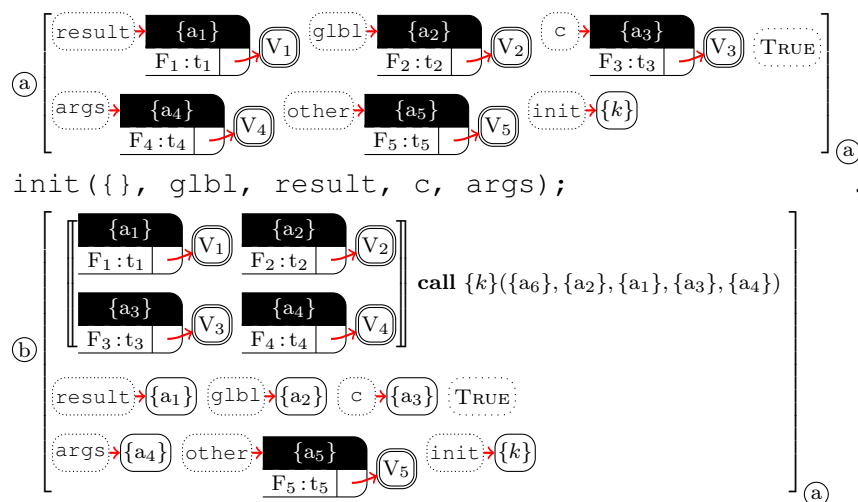 result {a₁} glbl {a₂} c {a₃} TRUE
F₁:t₁ V₁ F₂:t₂ V₂ F₃:t₃ V₃
ⓐ
args {a₄} other {a₅} init {k}
F₄:t₄ V₄ F₅:t₅ V₅
ⓐ
init({}, glbl, result, c, args);
{a₁} {a₂}
F₁:t₁ V₁ F₂:t₂ V₂
call {k}({a₆},{a₂},{a₁},{a₃},{a₄})
{a₃} {a₄}
F₃:t₃ V₃ F₄:t₄ V₄
ⓑ
result {a₁} glbl {a₂} c {a₃} TRUE
args {a₄} other {a₅} init {k}
F₅:t₅ V₅
ⓐ